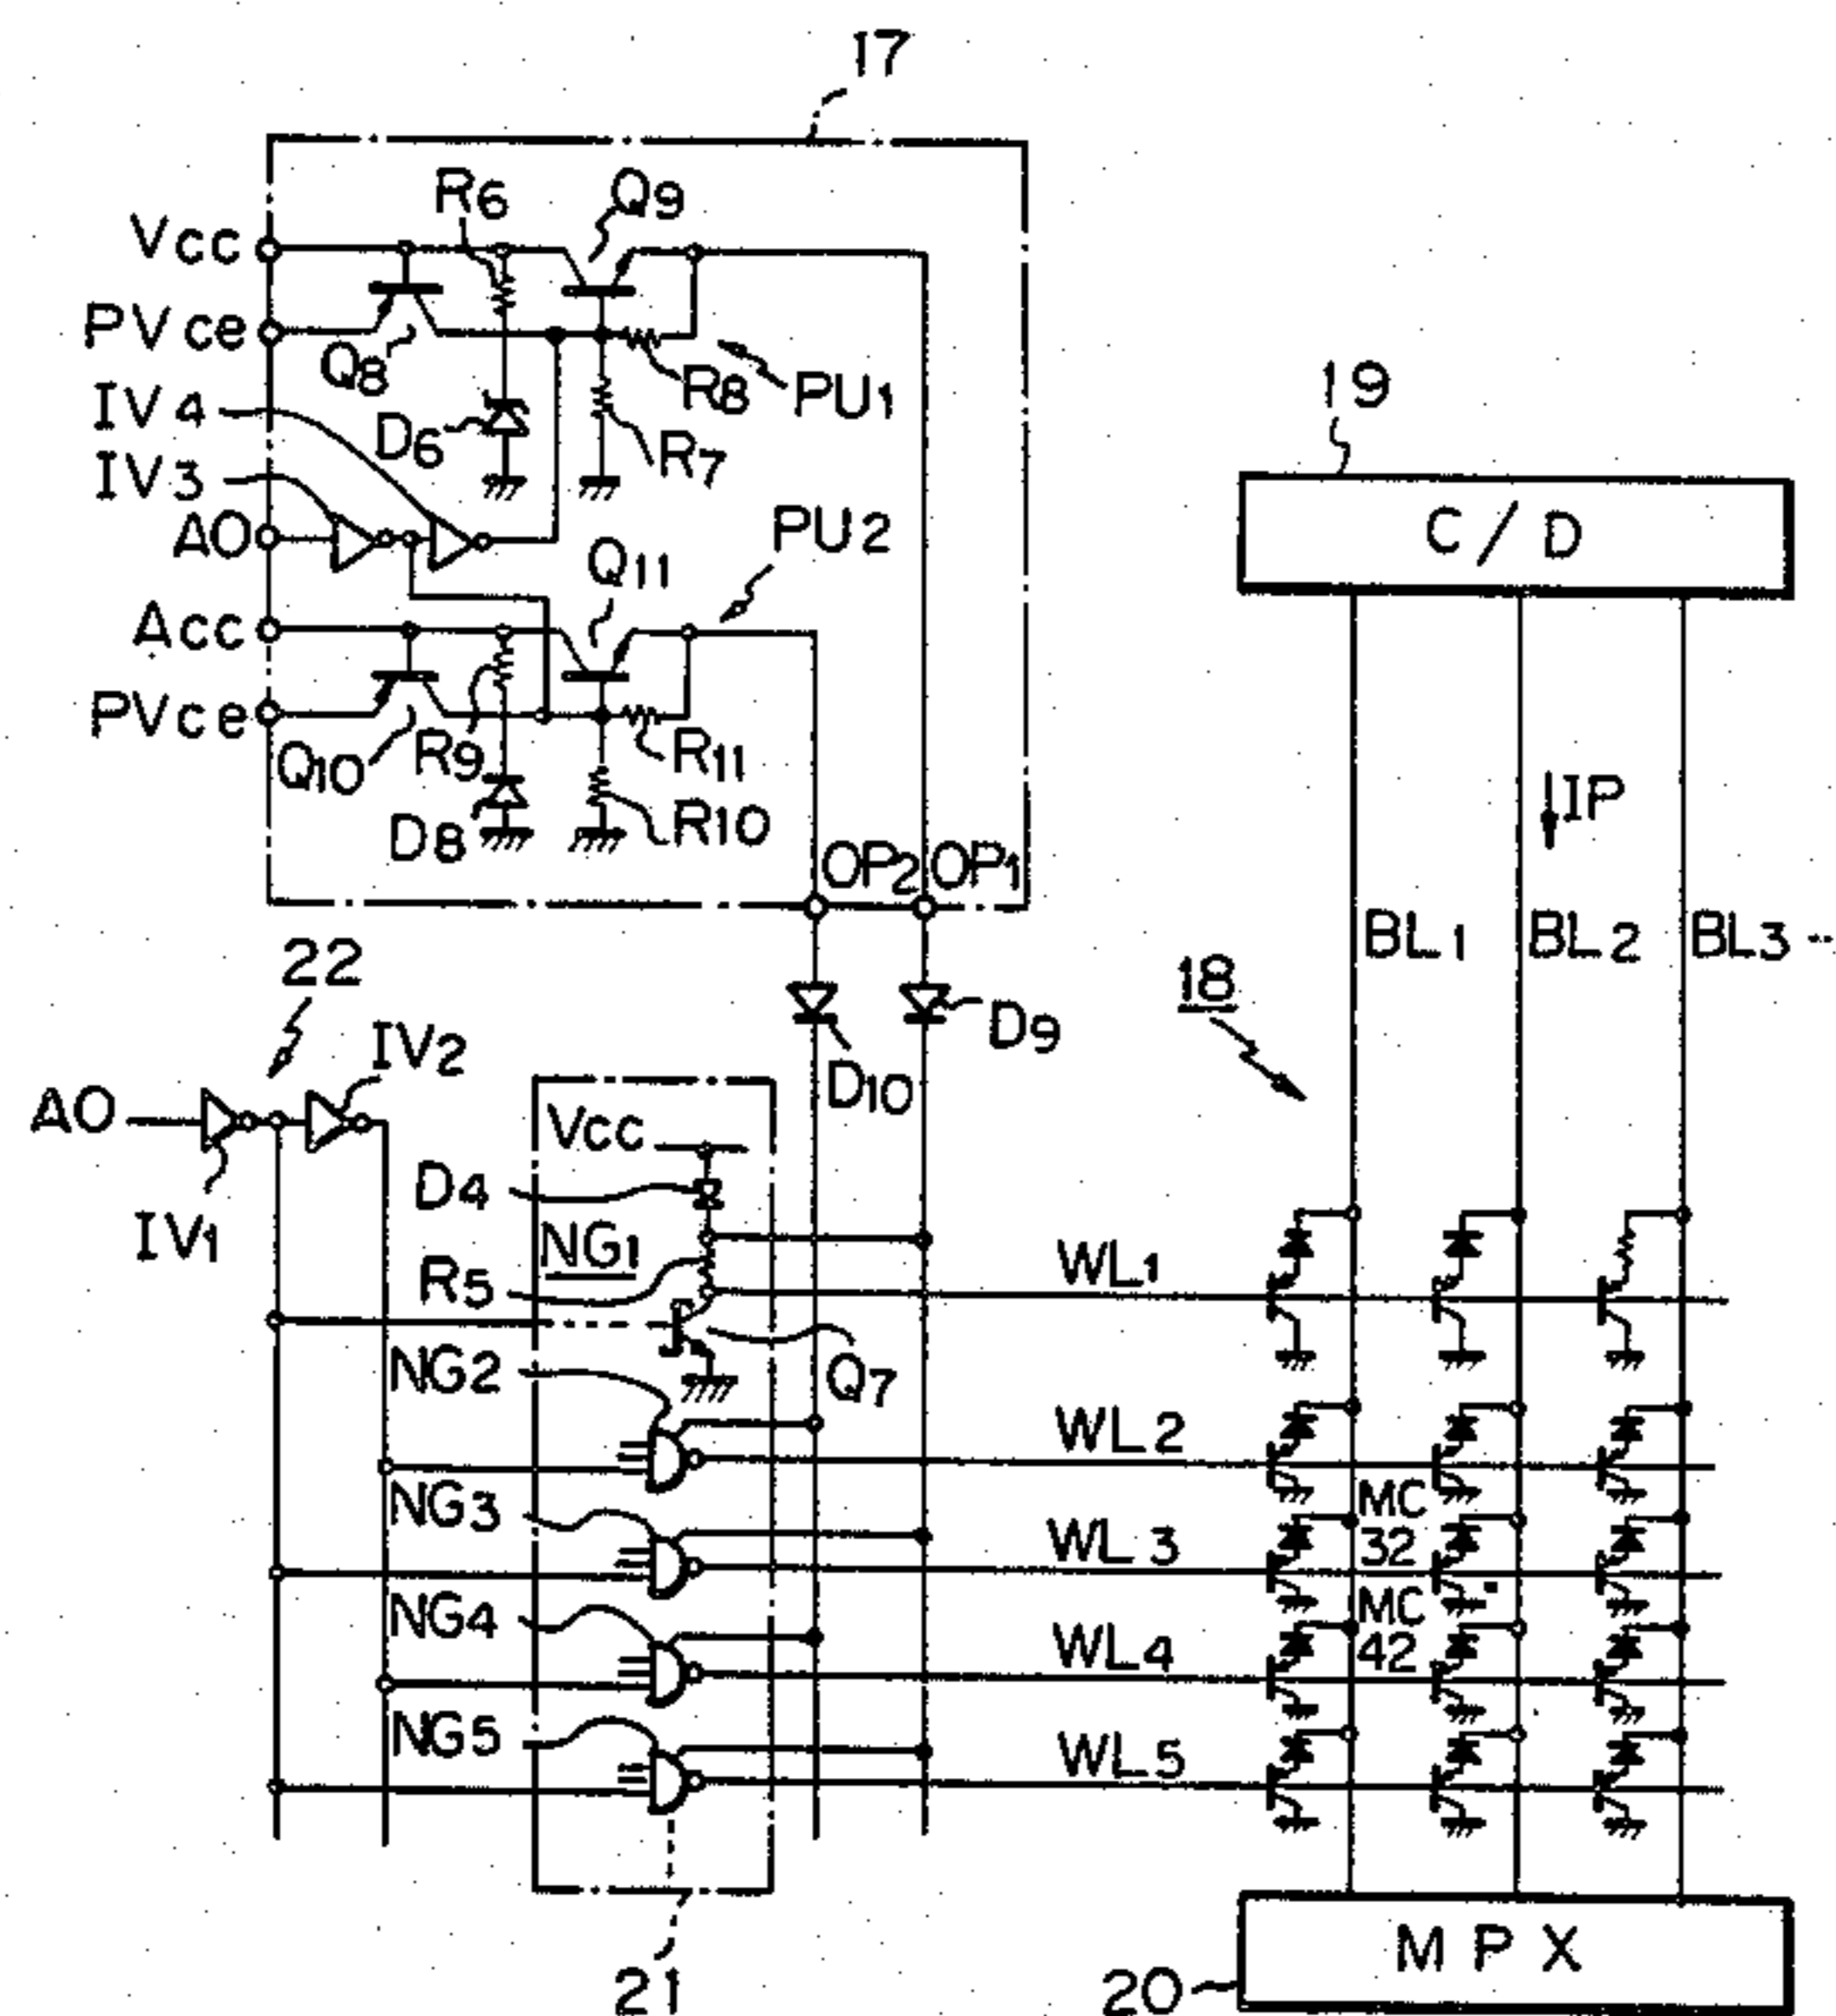 17
R6
Q9
Vcc
PVce
Q8
R8
PU1
IV4
D6
R7
IV3
19
AO
C/D
Q11
PU2
Acc
PVce
Q10
R9
R11
D8
R10
IP
OP2 OP1
22
18
BL1 BL2 BL3 --
IV2
D9
D10
AO
Vcc
D4
IV1
NG1
WL1
R5
NG2
Q7
WL2
NG3
MC
32
WL3
NG4
MC
42
WL4
NG5
WL5
MPX
21
20